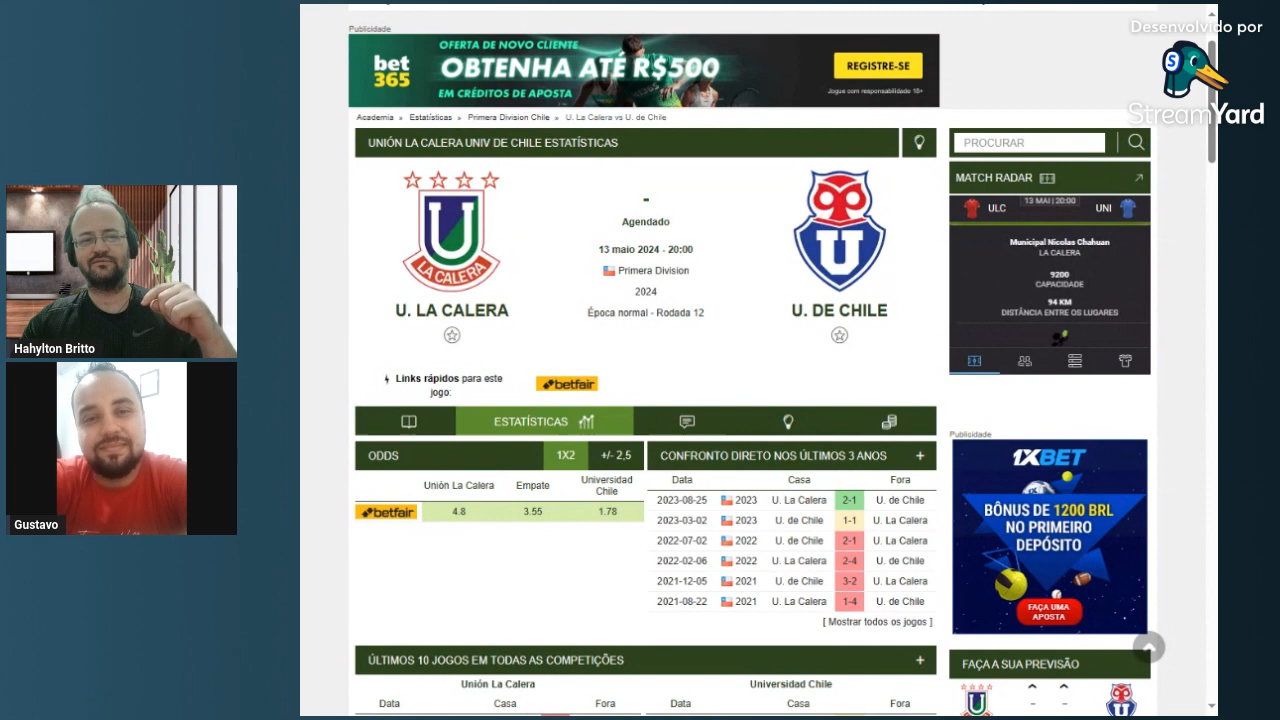 Desenvolvido por
StreamYard
Hahylton Britto
Gustavo
Publicidade
bet365
OFERTA DE NOVO CLIENTE
OBTENHA ATÉ R$500
EM CRÉDITOS DE APOSTA
REGISTRE-SE
Jogue com responsabilidade 18+
Academia » Estatísticas » Primera Division Chile » U. La Calera vs U. de Chile
UNIÓN LA CALERA UNIV DE CHILE ESTATÍSTICAS
PROCURAR
LA CALERA
-
Agendado
13 maio 2024 - 20:00
Primera Division
2024
Época normal - Rodada 12
U. LA CALERA
U. DE CHILE
MATCH RADAR
13 MAI | 20:00
ULC
UNI
Municipal Nicolas Chahuan
LA CALERA
9200
CAPACIDADE
94 KM
DISTÂNCIA ENTRE OS LUGARES
Links rápidos para este
jogo:
betfair
ESTATÍSTICAS
ODDS
1X2
+/- 2,5
Unión La Calera Empate Universidad Chile
betfair 4.8 3.55 1.78
CONFRONTO DIRETO NOS ÚLTIMOS 3 ANOS +
Data Casa Fora
2023-08-25 2023 U. La Calera 2-1 U. de Chile
2023-03-02 2023 U. de Chile 1-1 U. La Calera
2022-07-02 2022 U. de Chile 2-1 U. La Calera
2022-02-06 2022 U. La Calera 2-4 U. de Chile
2021-12-05 2021 U. de Chile 3-2 U. La Calera
2021-08-22 2021 U. La Calera 1-4 U. de Chile
[ Mostrar todos os jogos ]
Publicidade
1XBET
BÔNUS DE 1200 BRL
NO PRIMEIRO
DEPÓSITO
FAÇA UMA
APOSTA
ÚLTIMOS 10 JOGOS EM TODAS AS COMPETIÇÕES +
Unión La Calera
Universidad Chile
Data Casa Fora
Data Casa Fora
FAÇA A SUA PREVISÃO
- -